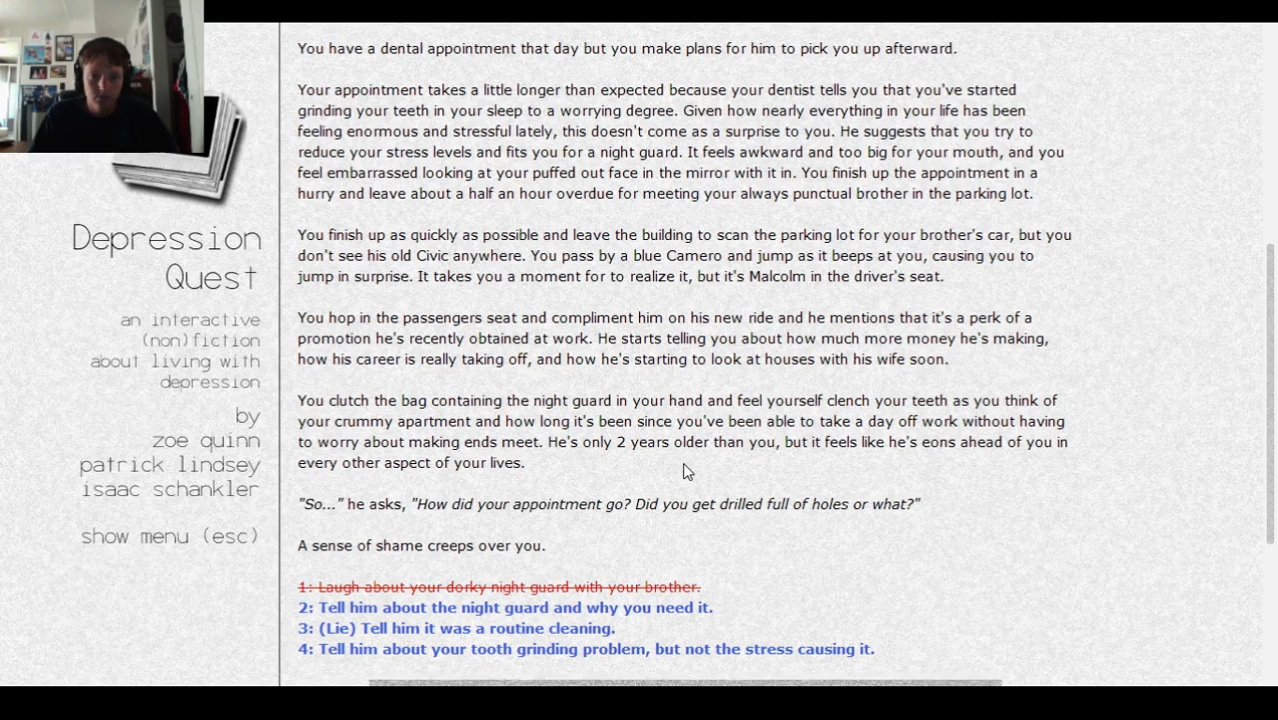 You have a dental appointment that day but you make plans for him to pick you up afterward.
Your appointment takes a little longer than expected because your dentist tells you that you've started
grinding your teeth in your sleep to a worrying degree. Given how nearly everything in your life has been
feeling enormous and stressful lately, this doesn't come as a surprise to you. He suggests that you try to
reduce your stress levels and fits you for a night guard. It feels awkward and too big for your mouth, and you
feel embarrassed looking at your puffed out face in the mirror with it in. You finish up the appointment in a
hurry and leave about a half an hour overdue for meeting your always punctual brother in the parking lot.
You finish up as quickly as possible and leave the building to scan the parking lot for your brother's car, but you
don't see his old Civic anywhere. You pass by a blue Camero and jump as it beeps at you, causing you to
jump in surprise. It takes you a moment for to realize it, but it's Malcolm in the driver's seat.
You hop in the passengers seat and compliment him on his new ride and he mentions that it's a perk of a
promotion he's recently obtained at work. He starts telling you about how much more money he's making,
how his career is really taking off, and how he's starting to look at houses with his wife soon.
You clutch the bag containing the night guard in your hand and feel yourself clench your teeth as you think of
your crummy apartment and how long it's been since you've been able to take a day off work without having
to worry about making ends meet. He's only 2 years older than you, but it feels like he's eons ahead of you in
every other aspect of your lives.
"So..." he asks, "How did your appointment go? Did you get drilled full of holes or what?"
A sense of shame creeps over you.
1: Laugh about your dorky night guard with your brother.
2: Tell him about the night guard and why you need it.
3: (Lie) Tell him it was a routine cleaning.
4: Tell him about your tooth grinding problem, but not the stress causing it.
Depression
Quest
an interactive
(non)fiction
about living with
depression
by
zoe quinn
patrick lindsey
isaac schankler
show menu (esc)